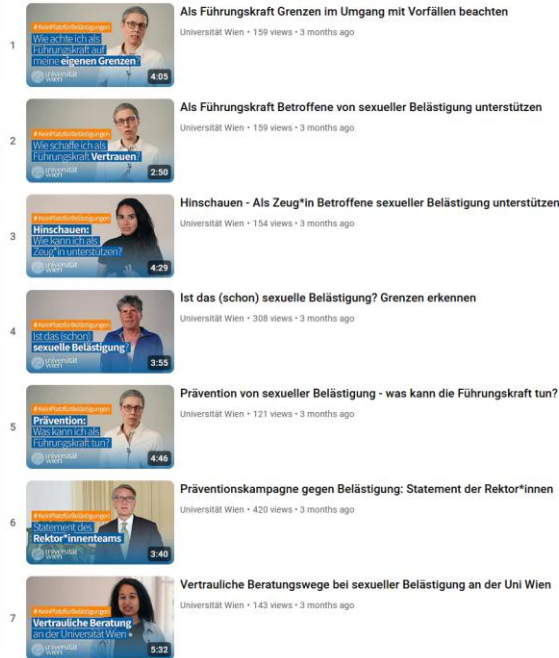 1
#KeinPlatzfürBelästigungen
Wie achte ich als
Führungskraft auf
meine eigenen Grenzen?
universität
wien
4:05
Als Führungskraft Grenzen im Umgang mit Vorfällen beachten
Universität Wien • 159 views • 3 months ago
2
#KeinPlatzfürBelästigungen
Wie schaffe ich als
Führungskraft Vertrauen?
universität
wien
2:50
Als Führungskraft Betroffene von sexueller Belästigung unterstützen
Universität Wien • 159 views • 3 months ago
3
#KeinPlatzfürBelästigungen
Hinschauen:
Wie kann ich als
Zeug*in unterstützen?
universität
wien
4:29
Hinschauen - Als Zeug*in Betroffene sexueller Belästigung unterstützen
Universität Wien • 154 views • 3 months ago
4
#KeinPlatzfürBelästigungen
Ist das (schon)
sexuelle Belästigung?
universität
wien
3:55
Ist das (schon) sexuelle Belästigung? Grenzen erkennen
Universität Wien • 308 views • 3 months ago
5
#KeinPlatzfürBelästigungen
Prävention:
Was kann ich als
Führungskraft tun?
universität
wien
4:46
Prävention von sexueller Belästigung - was kann die Führungskraft tun?
Universität Wien • 121 views • 3 months ago
6
#KeinPlatzfürBelästigungen
Statement des
Rektor*innenteams
universität
wien
3:40
Präventionskampagne gegen Belästigung: Statement der Rektor*innen
Universität Wien • 420 views • 3 months ago
7
#KeinPlatzfürBelästigungen
Vertrauliche Beratung
an der Universität Wien
universität
wien
5:32
Vertrauliche Beratungswege bei sexueller Belästigung an der Uni Wien
Universität Wien • 143 views • 3 months ago